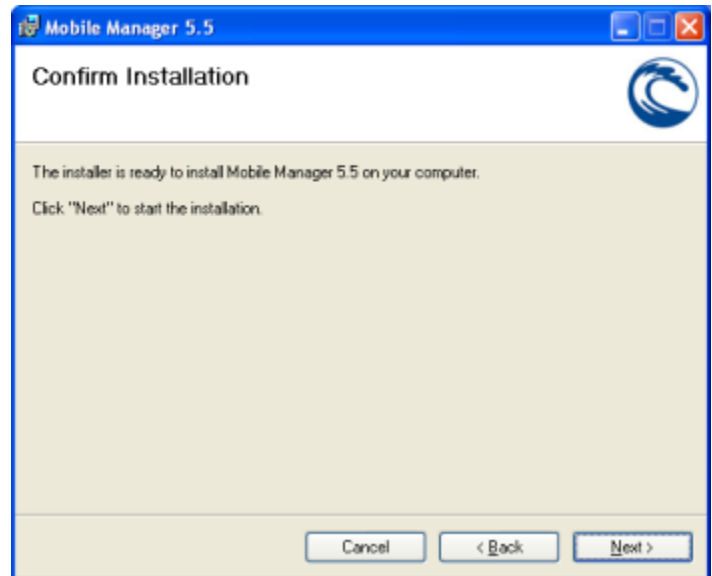 Mobile Manager 5.5
Confirm Installation
The installer is ready to install Mobile Manager 5.5 on your computer.
Click "Next" to start the installation.
Cancel
< Back
Next >